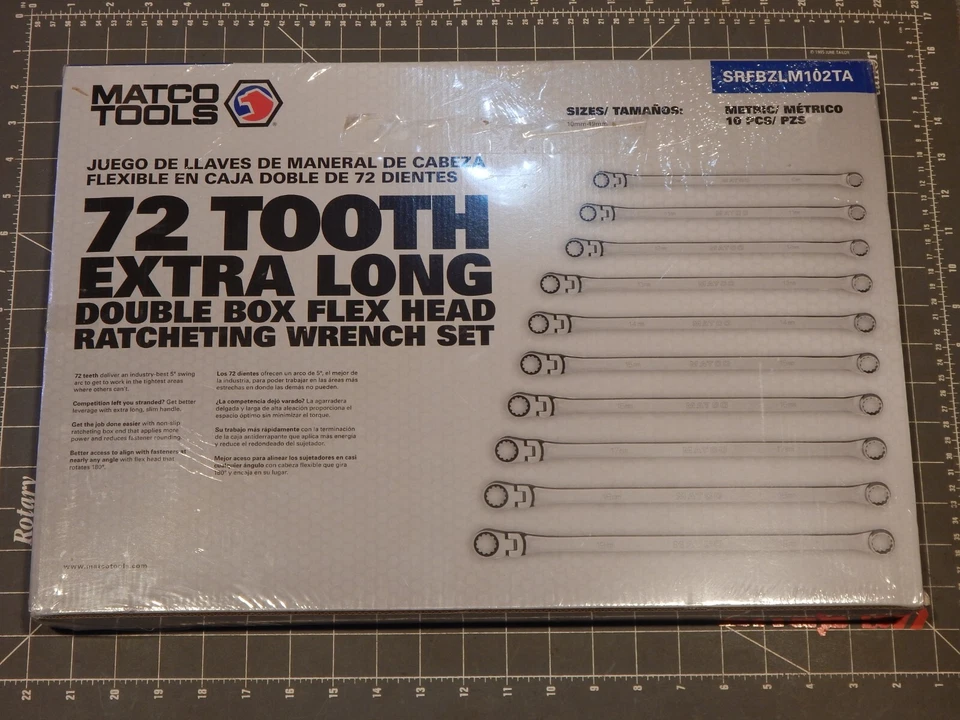 MATCO
TOOLS
SRFBZLM102TA
SIZES/ TAMAÑOS:
METRIC/ MÉTRICO
10 PCS/ PZS
JUEGO DE LLAVES DE MANERAL DE CABEZA
FLEXIBLE EN CAJA DOBLE DE 72 DIENTES
72 TOOTH
EXTRA LONG
DOUBLE BOX FLEX HEAD
RATCHETING WRENCH SET
72 teeth deliver an industry-best 5° swing
arc to get to work in the tightest areas
where others can't.
Competition left you stranded? Get better
leverage with extra long, slim handle.
Get the job done easier with non-slip
ratcheting box end that applies more
power and reduces fastener rounding.
Better access to align with fasteners at
nearly any angle with flex head that
rotates 180°.
Los 72 dientes ofrecen un arco de 5°, el mejor de
la industria, para poder trabajar en las áreas más
estrechas en donde las demás no pueden.
¿La competencia dejó varado? La agarradera
delgada y larga de alta aleación proporciona el
espacio óptimo sin minimizar el torque.
Su trabajo más rápidamente con la terminación
de la caja antiderrapante que aplica más energía
y reduce el redondeado del sujetador.
Mejor acaso para alinear los sujetadores en casi
cualquier ángulo con cabeza flexible que gira
180° y encaja en su lugar.
www.matcotools.com
Rotary